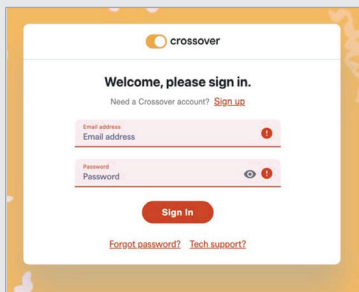 crossover
Welcome, please sign in.
Need a Crossover account? Sign up
Email address
Email address
Password
Password
Sign In
Forgot password? Tech support?